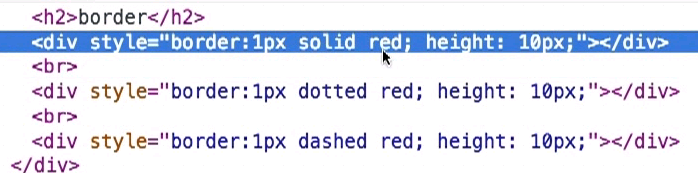 <h2>border</h2>
<div style="border:1px solid red; height: 10px;"></div>
<br>
<div style="border:1px dotted red; height: 10px;"></div>
<br>
<div style="border:1px dashed red; height: 10px;"></div>
</div>